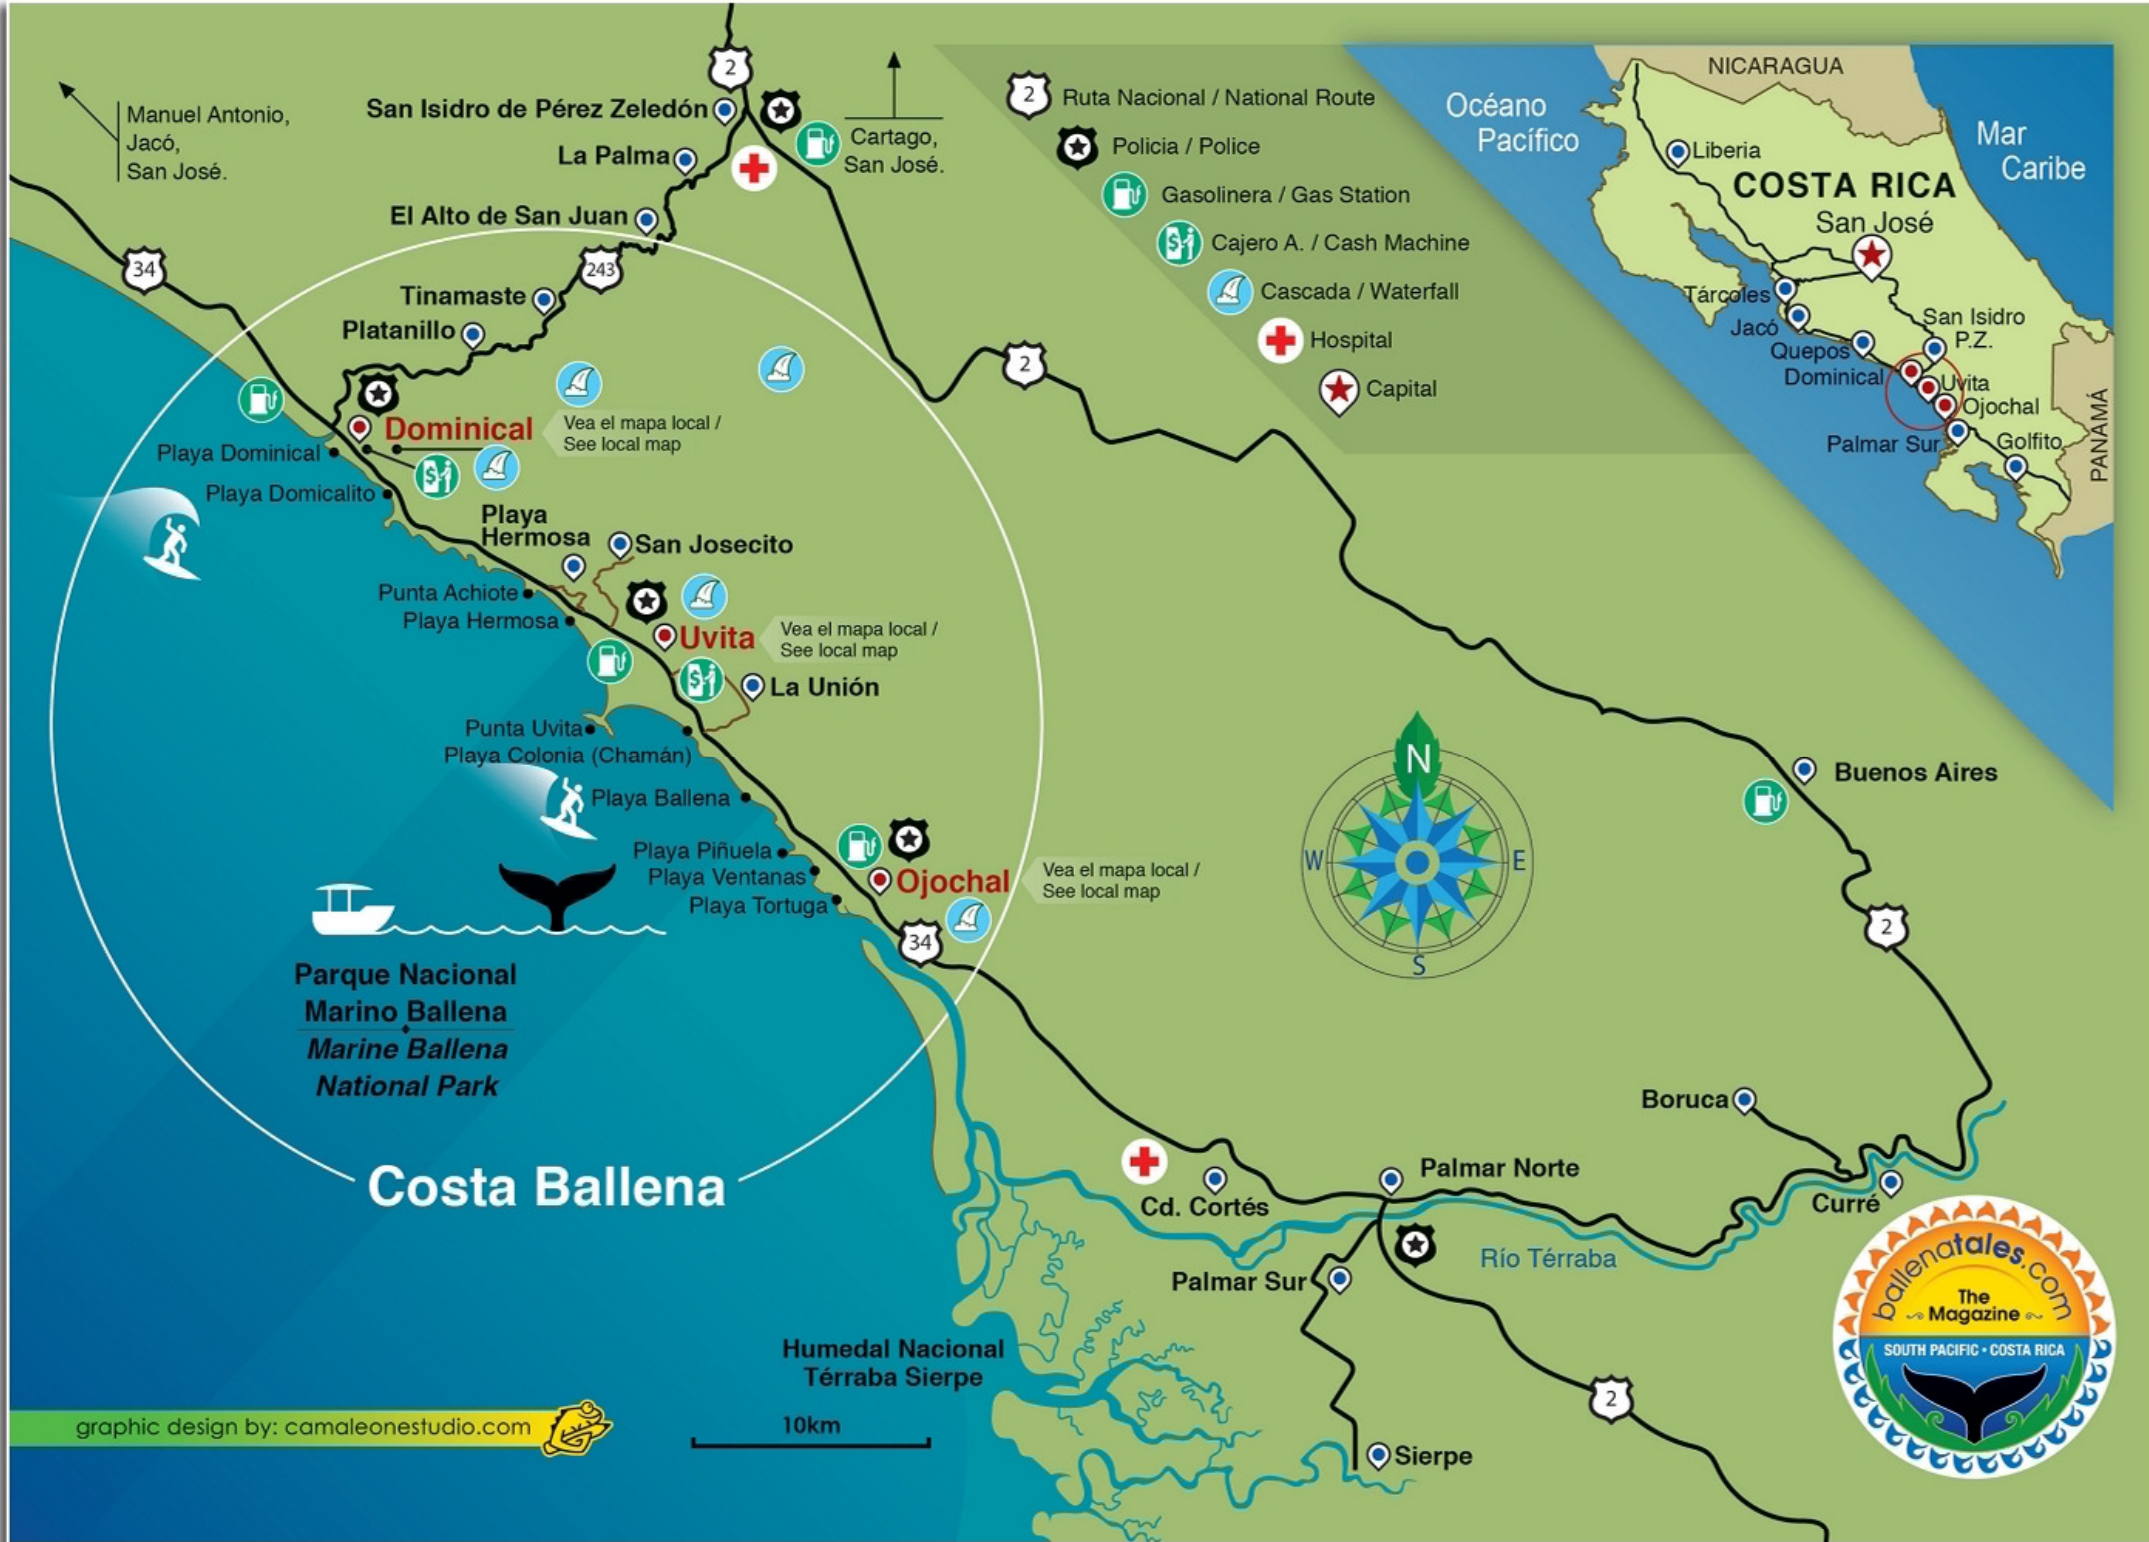 2
San Isidro de Pérez Zeledón
La Palma
El Alto de San Juan
Manuel Antonio,
Jacó,
San José.
Cartago,
San José.
34
243
Tinamaste
Platanillo
Dominical
Vea el mapa local /
See local map
Playa Dominical
Playa Domicalito
Playa
Hermosa
San Josecito
Punta Achiote
Playa Hermosa
Uvita
Vea el mapa local /
See local map
La Unión
Punta Uvita
Playa Colonia (Chamán)
Playa Ballena
Playa Piñuela
Playa Ventanas
Playa Tortuga
Ojochal
Vea el mapa local /
See local map
34
Parque Nacional
Marino Ballena
Marine Ballena
National Park
Costa Ballena
2
2 Ruta Nacional / National Route
Policia / Police
Gasolinera / Gas Station
$ Cajero A. / Cash Machine
Cascada / Waterfall
Hospital
Capital
NICARAGUA
Océano
Pacífico
Mar
Caribe
Liberia
COSTA RICA
San José
Tárcoles
Jacó
Quepos
Dominical
San Isidro
P.Z.
Uvita
Ojochal
Palmar Sur
Golfito
PANAMÁ
N
W
E
S
Buenos Aires
2
Boruca
Curré
Palmar Norte
Cd. Cortés
Río Térraba
Palmar Sur
2
Sierpe
Humedal Nacional
Térraba Sierpe
10km
graphic design by: camaleonestudio.com
ballenatales.com
The
Magazine
SOUTH PACIFIC • COSTA RICA